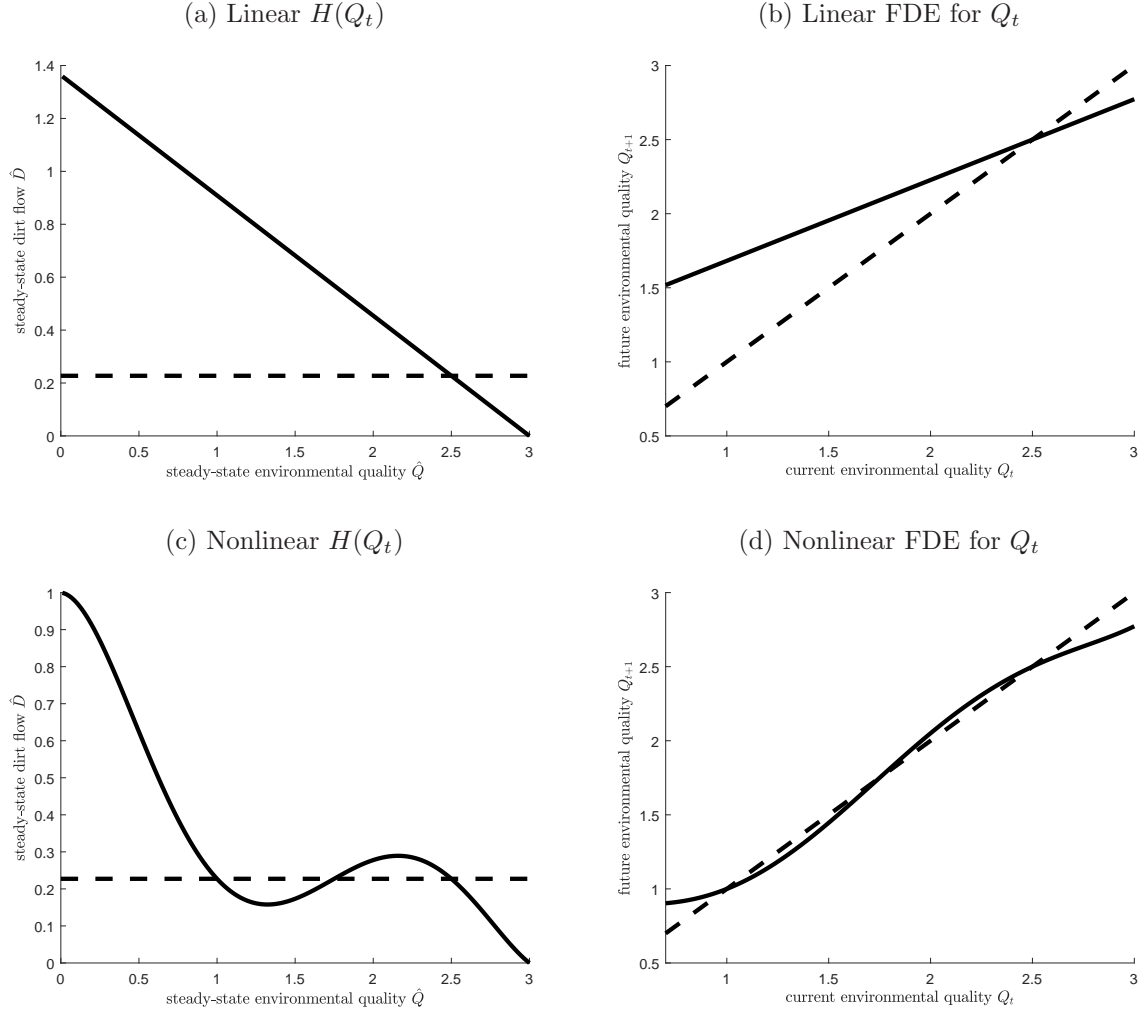 (a) Linear H(Q_t)
1.4
1.2
1
0.8
0.6
0.4
0.2
0
steady-state dirt flow D̂
0 0.5 1 1.5 2 2.5 3
steady-state environmental quality Q̂
(b) Linear FDE for Q_t
3
2.5
2
1.5
1
0.5
future environmental quality Q_{t+1}
1 1.5 2 2.5 3
current environmental quality Q_t
(c) Nonlinear H(Q_t)
1
0.9
0.8
0.7
0.6
0.5
0.4
0.3
0.2
0.1
0
steady-state dirt flow D̂
0 0.5 1 1.5 2 2.5 3
steady-state environmental quality Q̂
(d) Nonlinear FDE for Q_t
3
2.5
2
1.5
1
0.5
future environmental quality Q_{t+1}
1 1.5 2 2.5 3
current environmental quality Q_t